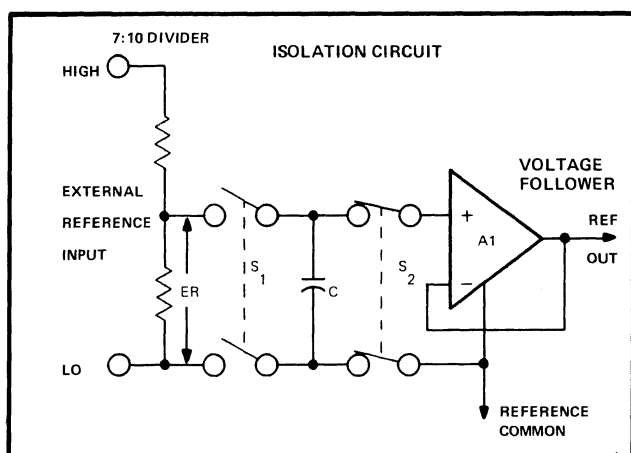 7:10 DIVIDER
ISOLATION CIRCUIT
HIGH
EXTERNAL
REFERENCE
INPUT
ER
S1
C
S2
+
A1
−
VOLTAGE
FOLLOWER
REF
OUT
LO
REFERENCE
COMMON